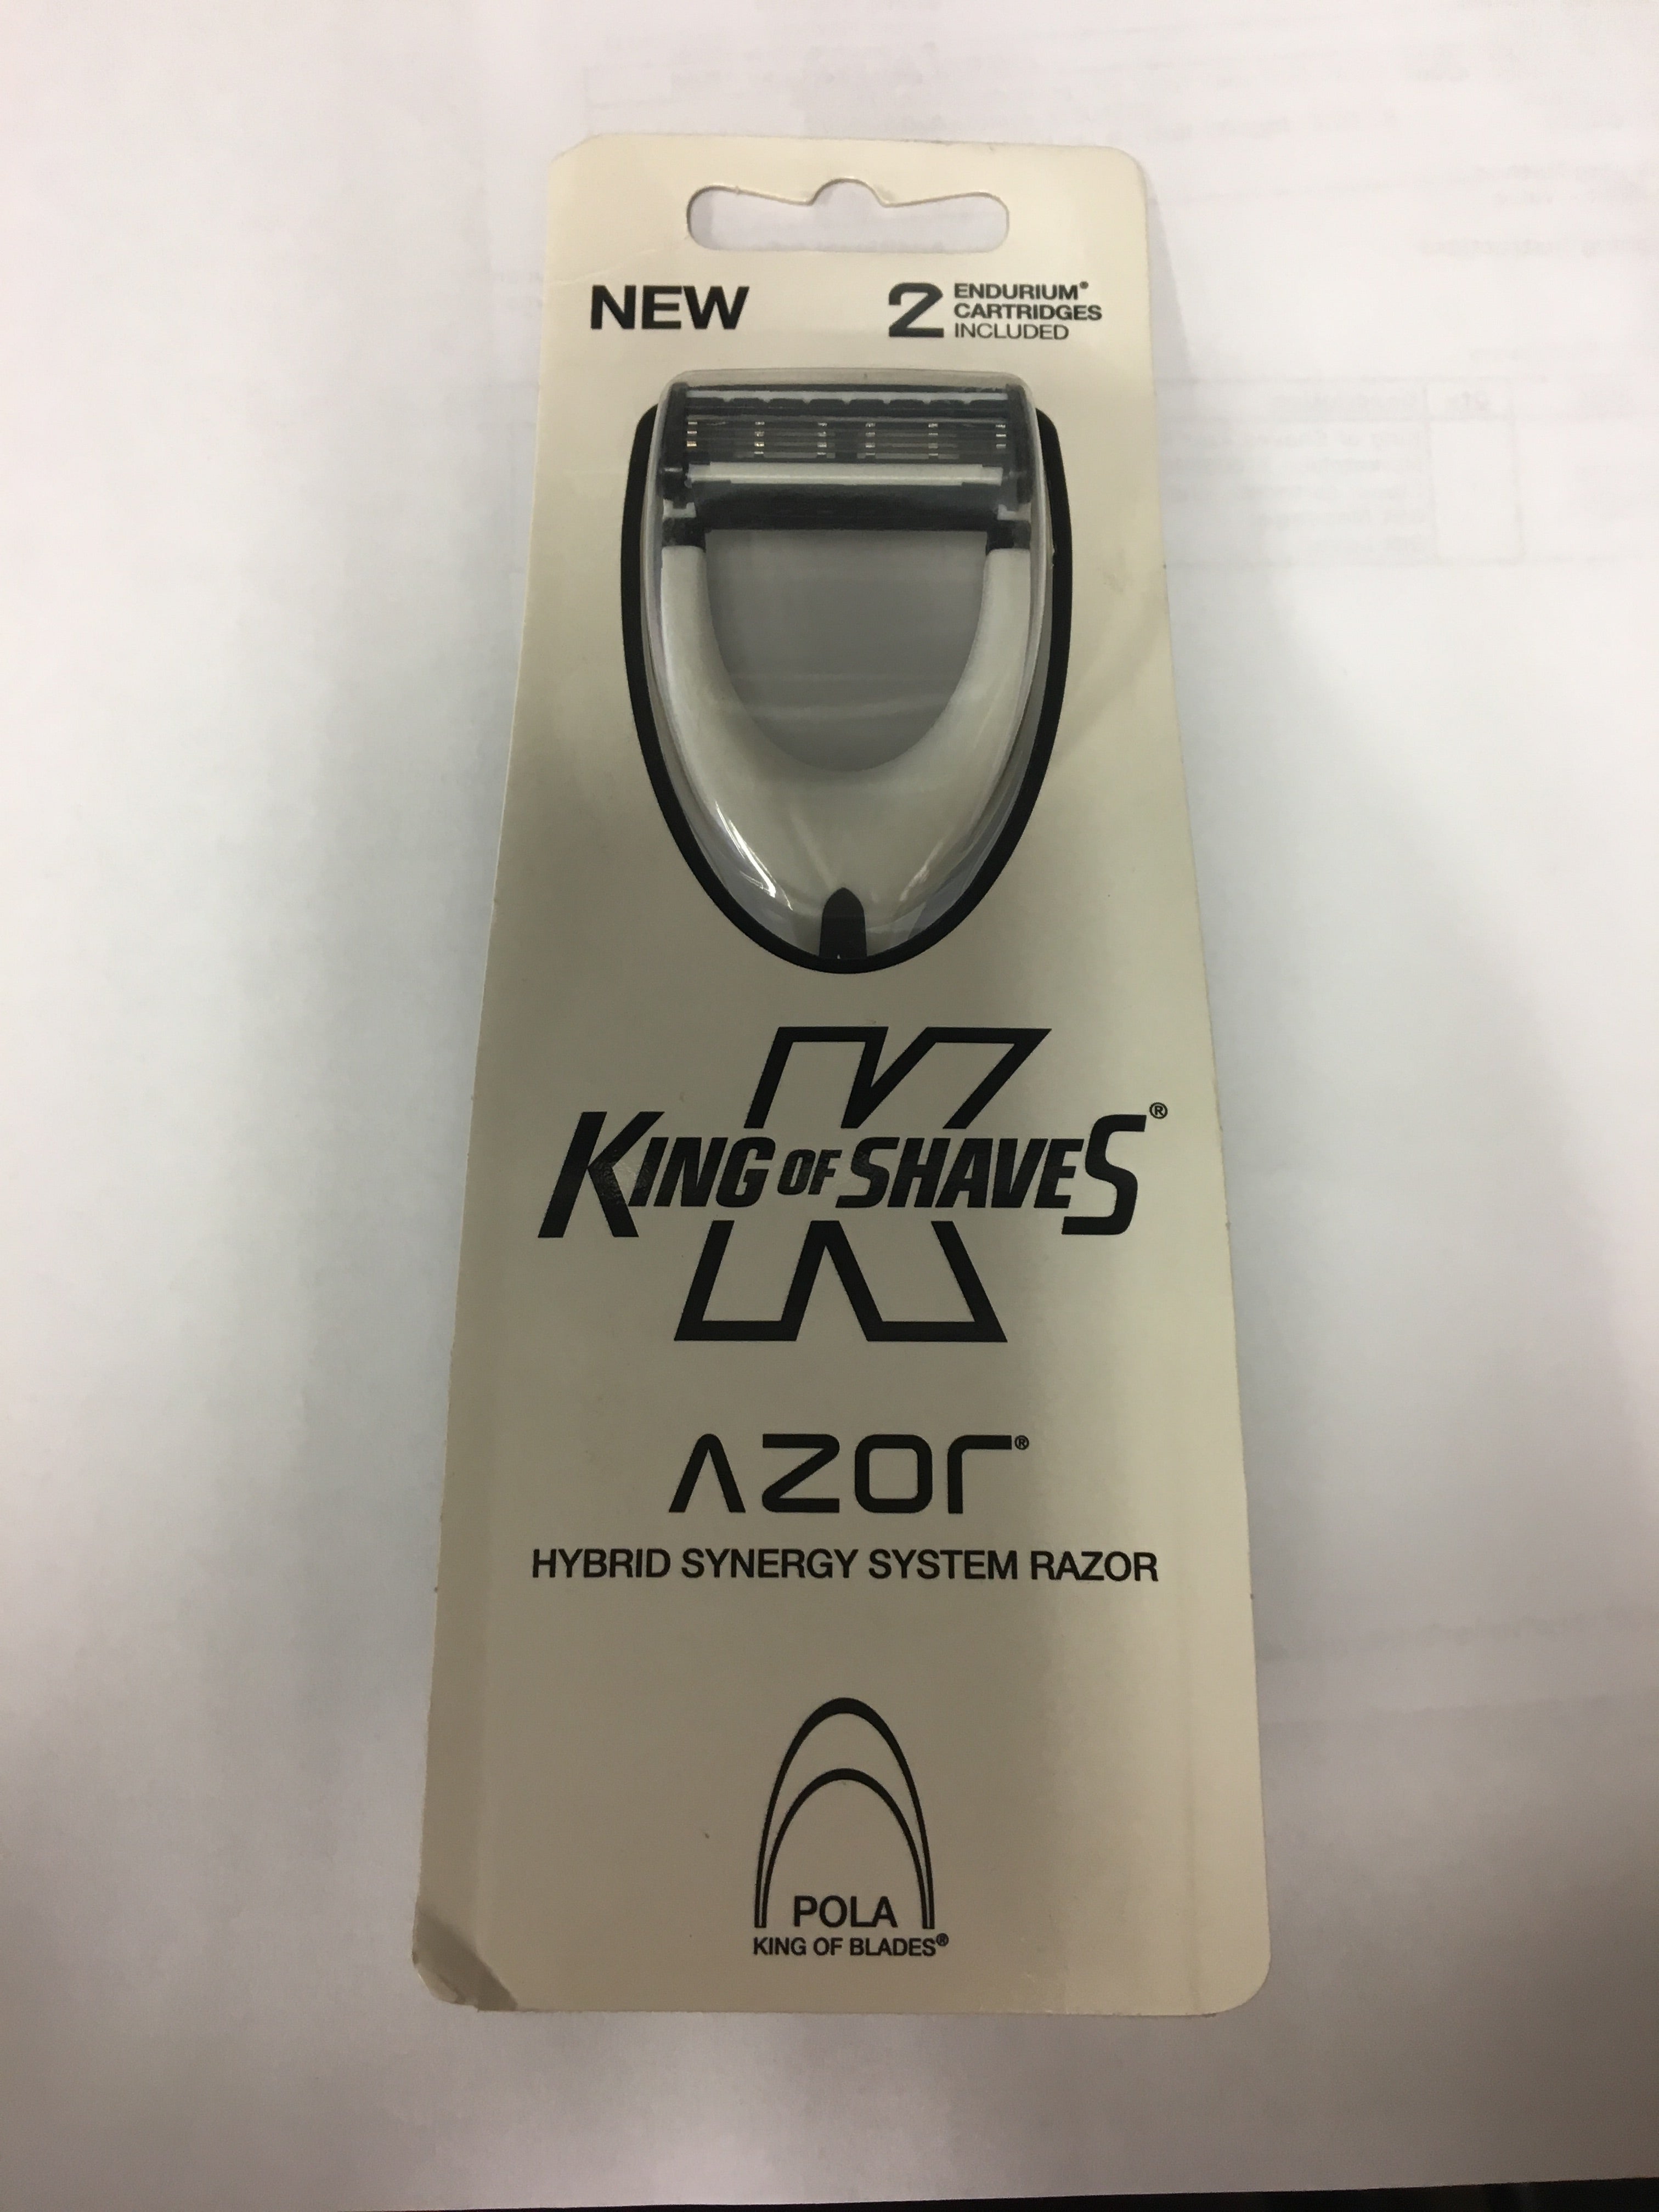 NEW
2 ENDURIUM®
CARTRIDGES
INCLUDED
KING OF SHAVES®
AZOR®
HYBRID SYNERGY SYSTEM RAZOR
POLA
KING OF BLADES®